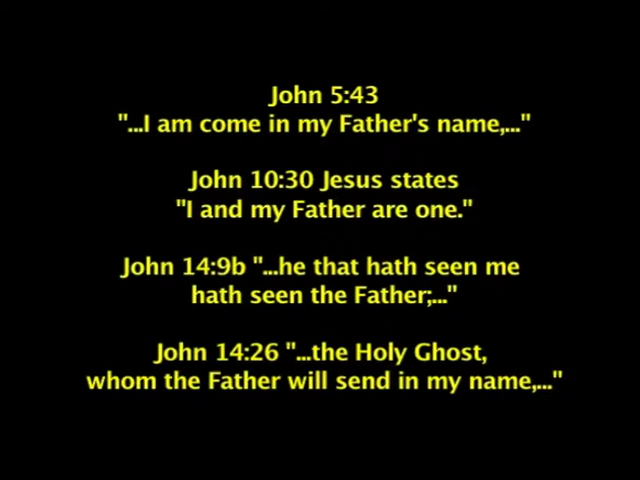 John 5:43
"...I am come in my Father's name,..."
John 10:30 Jesus states
"I and my Father are one."
John 14:9b "...he that hath seen me
hath seen the Father;..."
John 14:26 "...the Holy Ghost,
whom the Father will send in my name,..."